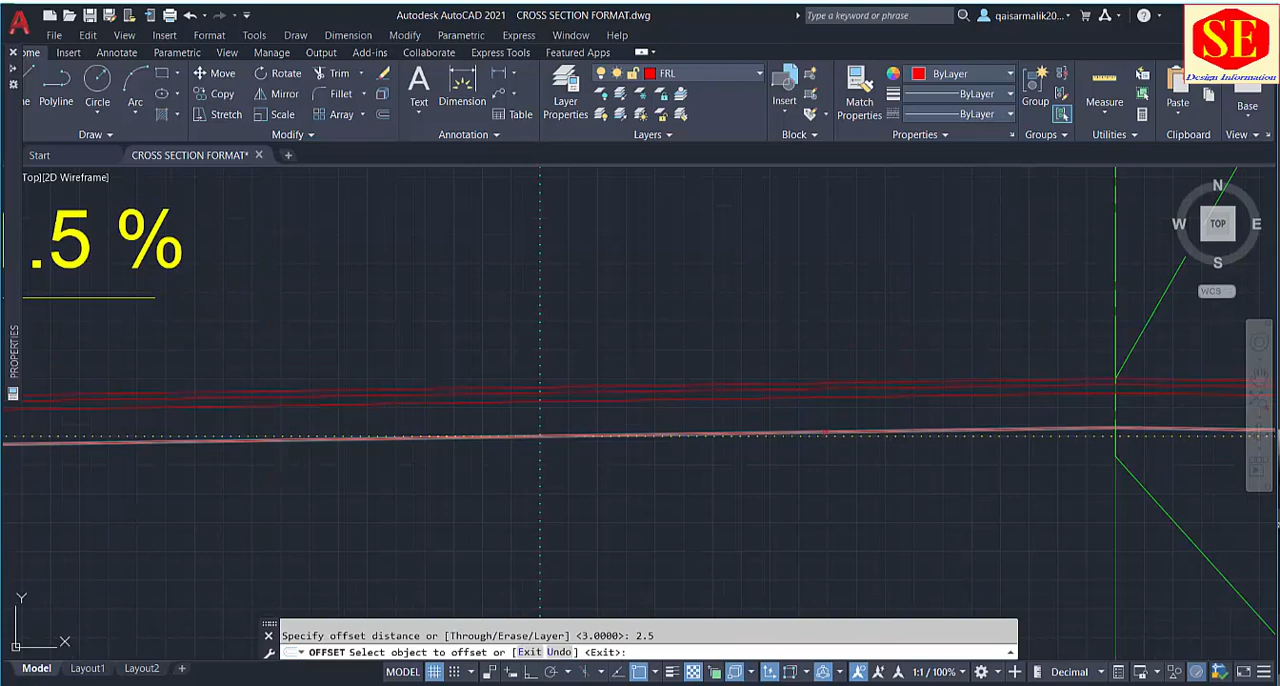 Autodesk AutoCAD 2021 CROSS SECTION FORMAT.dwg
Type a keyword or phrase
qaisarmalik20...
SE
Design Information
File Edit View Insert Format Tools Draw Dimension Modify Parametric Express Window Help
ome Insert Annotate Parametric View Manage Output Add-ins Collaborate Express Tools Featured Apps
Move Rotate Trim
FRL
ByLayer
Copy Mirror Fillet
ByLayer
Stretch Scale Array
Table
ByLayer
ne Polyline Circle Arc
Text Dimension
Layer Properties
Insert
Match Properties
Group
Measure
Paste
Base
Draw Modify Annotation Layers Block Properties Groups Utilities Clipboard View
Start CROSS SECTION FORMAT*
Top][2D Wireframe]
.5 %
N
W TOP E
S
WCS
PROPERTIES
Y
X
Specify offset distance or [Through/Erase/Layer] <3.0000>: 2.5
OFFSET Select object to offset or [Exit Undo] <Exit>:
Model Layout1 Layout2 +
MODEL 1:1 / 100% Decimal